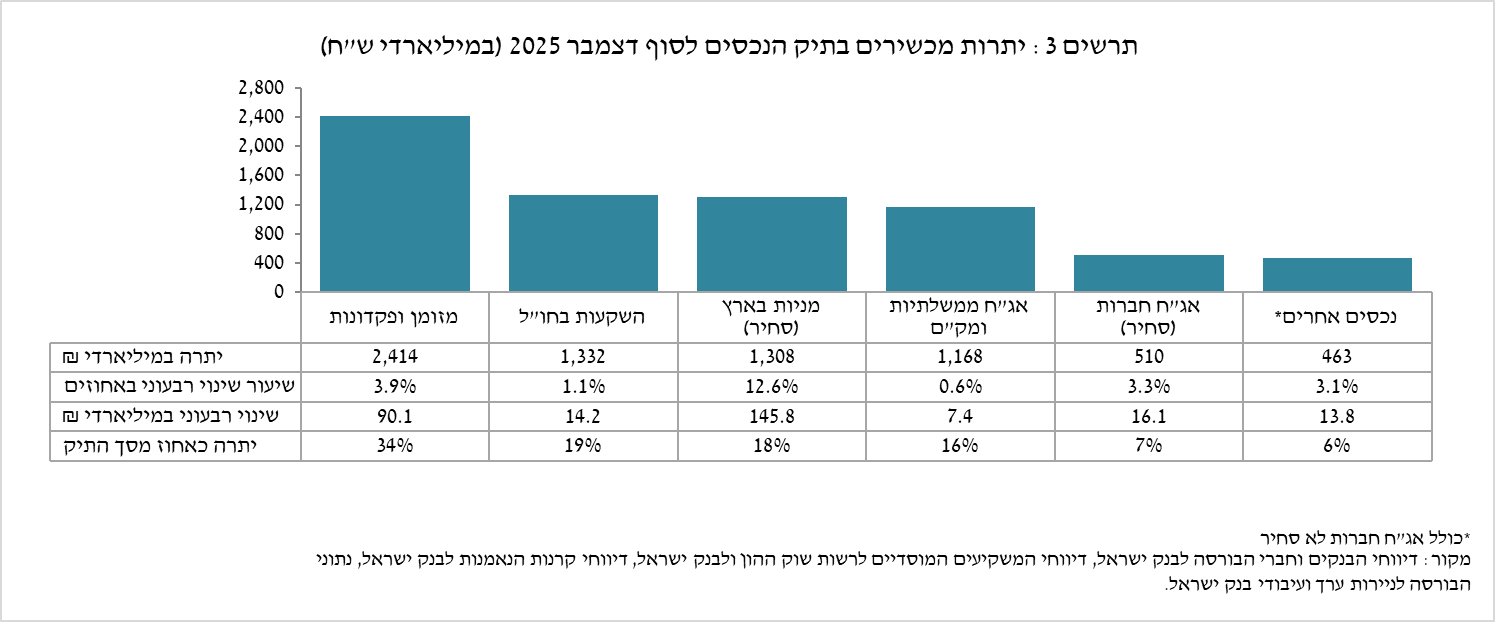 תרשים 3 : יתרות מכשירים בתיק הנכסים לסוף דצמבר 2025 (במיליארדי ש״ח)
2,800
2,400
2,000
1,600
1,200
800
400
0
מזומן ופקדונות
השקעות בחו״ל
מניות בארץ
(סחיר)
אג״ח ממשלתיות
ומק״ם
אג״ח חברות
(סחיר)
נכסים אחרים*
יתרה במיליארדי ₪ 2,414 1,332 1,308 1,168 510 463
שיעור שינוי רבעוני באחוזים 3.9% 1.1% 12.6% 0.6% 3.3% 3.1%
שינוי רבעוני במיליארדי ₪ 90.1 14.2 145.8 7.4 16.1 13.8
יתרה כאחוז מסך התיק 34% 19% 18% 16% 7% 6%
*כולל אג״ח חברות לא סחיר
מקור : דיווחי הבנקים וחברי הבורסה לבנק ישראל, דיווחי המשקיעים המוסדיים לרשות שוק ההון ולבנק ישראל, דיווחי קרנות הנאמנות לבנק ישראל, נתוני
הבורסה לניירות ערך ועיבודי בנק ישראל.